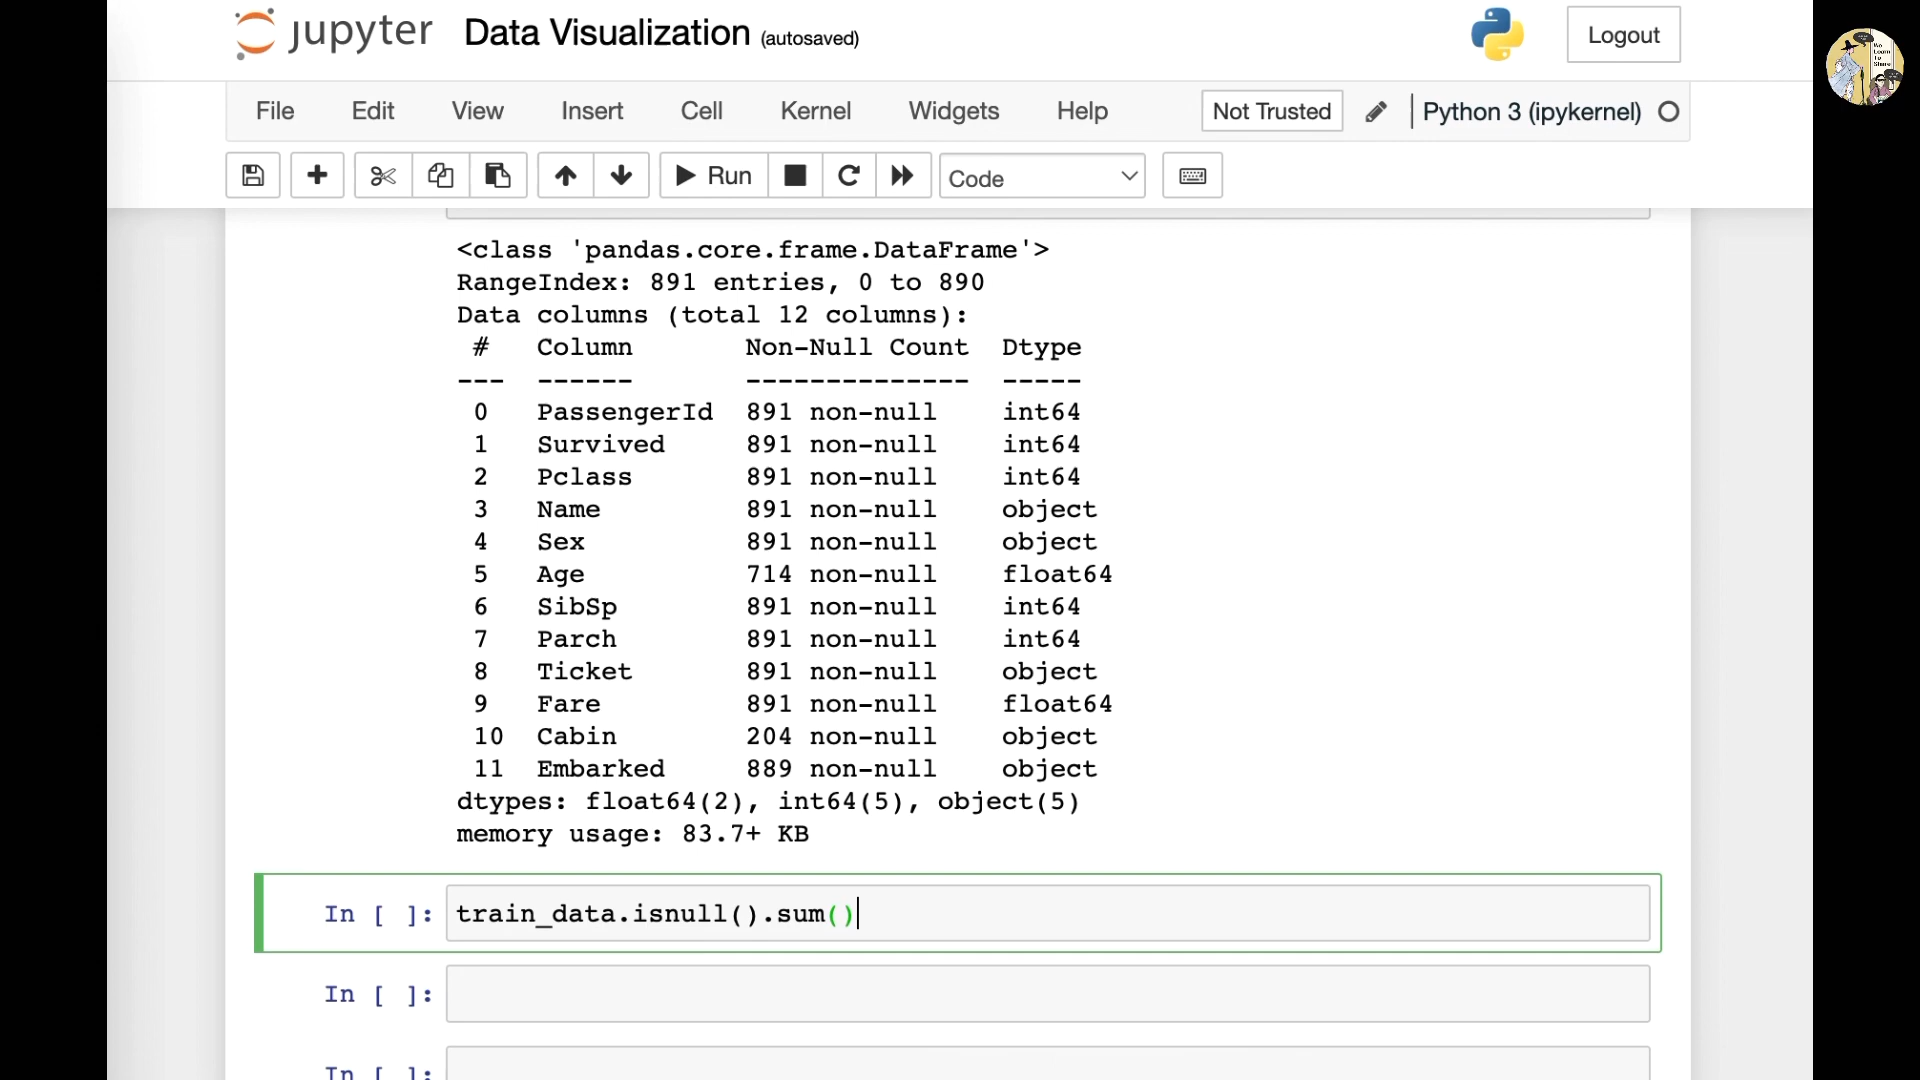 jupyter Data Visualization (autosaved) Logout
File Edit View Insert Cell Kernel Widgets Help Not Trusted Python 3 (ipykernel)
Run Code
<class 'pandas.core.frame.DataFrame'>
RangeIndex: 891 entries, 0 to 890
Data columns (total 12 columns):
# Column Non-Null Count Dtype
--- ------ -------------- -----
0 PassengerId 891 non-null int64
1 Survived 891 non-null int64
2 Pclass 891 non-null int64
3 Name 891 non-null object
4 Sex 891 non-null object
5 Age 714 non-null float64
6 SibSp 891 non-null int64
7 Parch 891 non-null int64
8 Ticket 891 non-null object
9 Fare 891 non-null float64
10 Cabin 204 non-null object
11 Embarked 889 non-null object
dtypes: float64(2), int64(5), object(5)
memory usage: 83.7+ KB
In [ ]: train_data.isnull().sum()
In [ ]:
In [ ]: